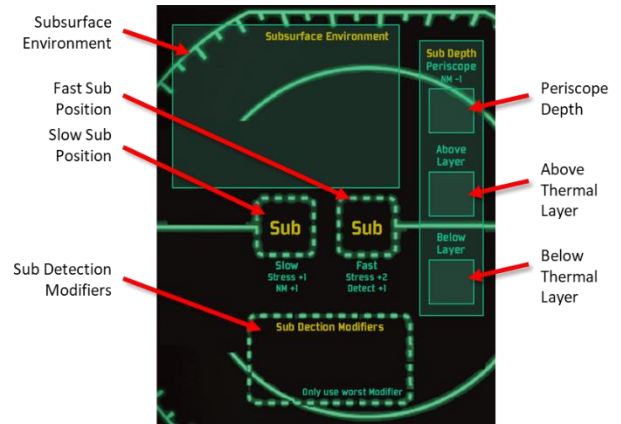 Subsurface
Environment
Fast Sub
Position
Slow Sub
Position
Sub Detection
Modifiers
Subsurface Environment
Sub Depth
Periscope
NM -1
Above
Layer
Below
Layer
Sub
Slow
Stress +1
NM +1
Sub
Fast
Stress +2
Detect +1
Sub Dection Modifiers
Only use worst Modifier
Periscope
Depth
Above
Thermal
Layer
Below
Thermal
Layer